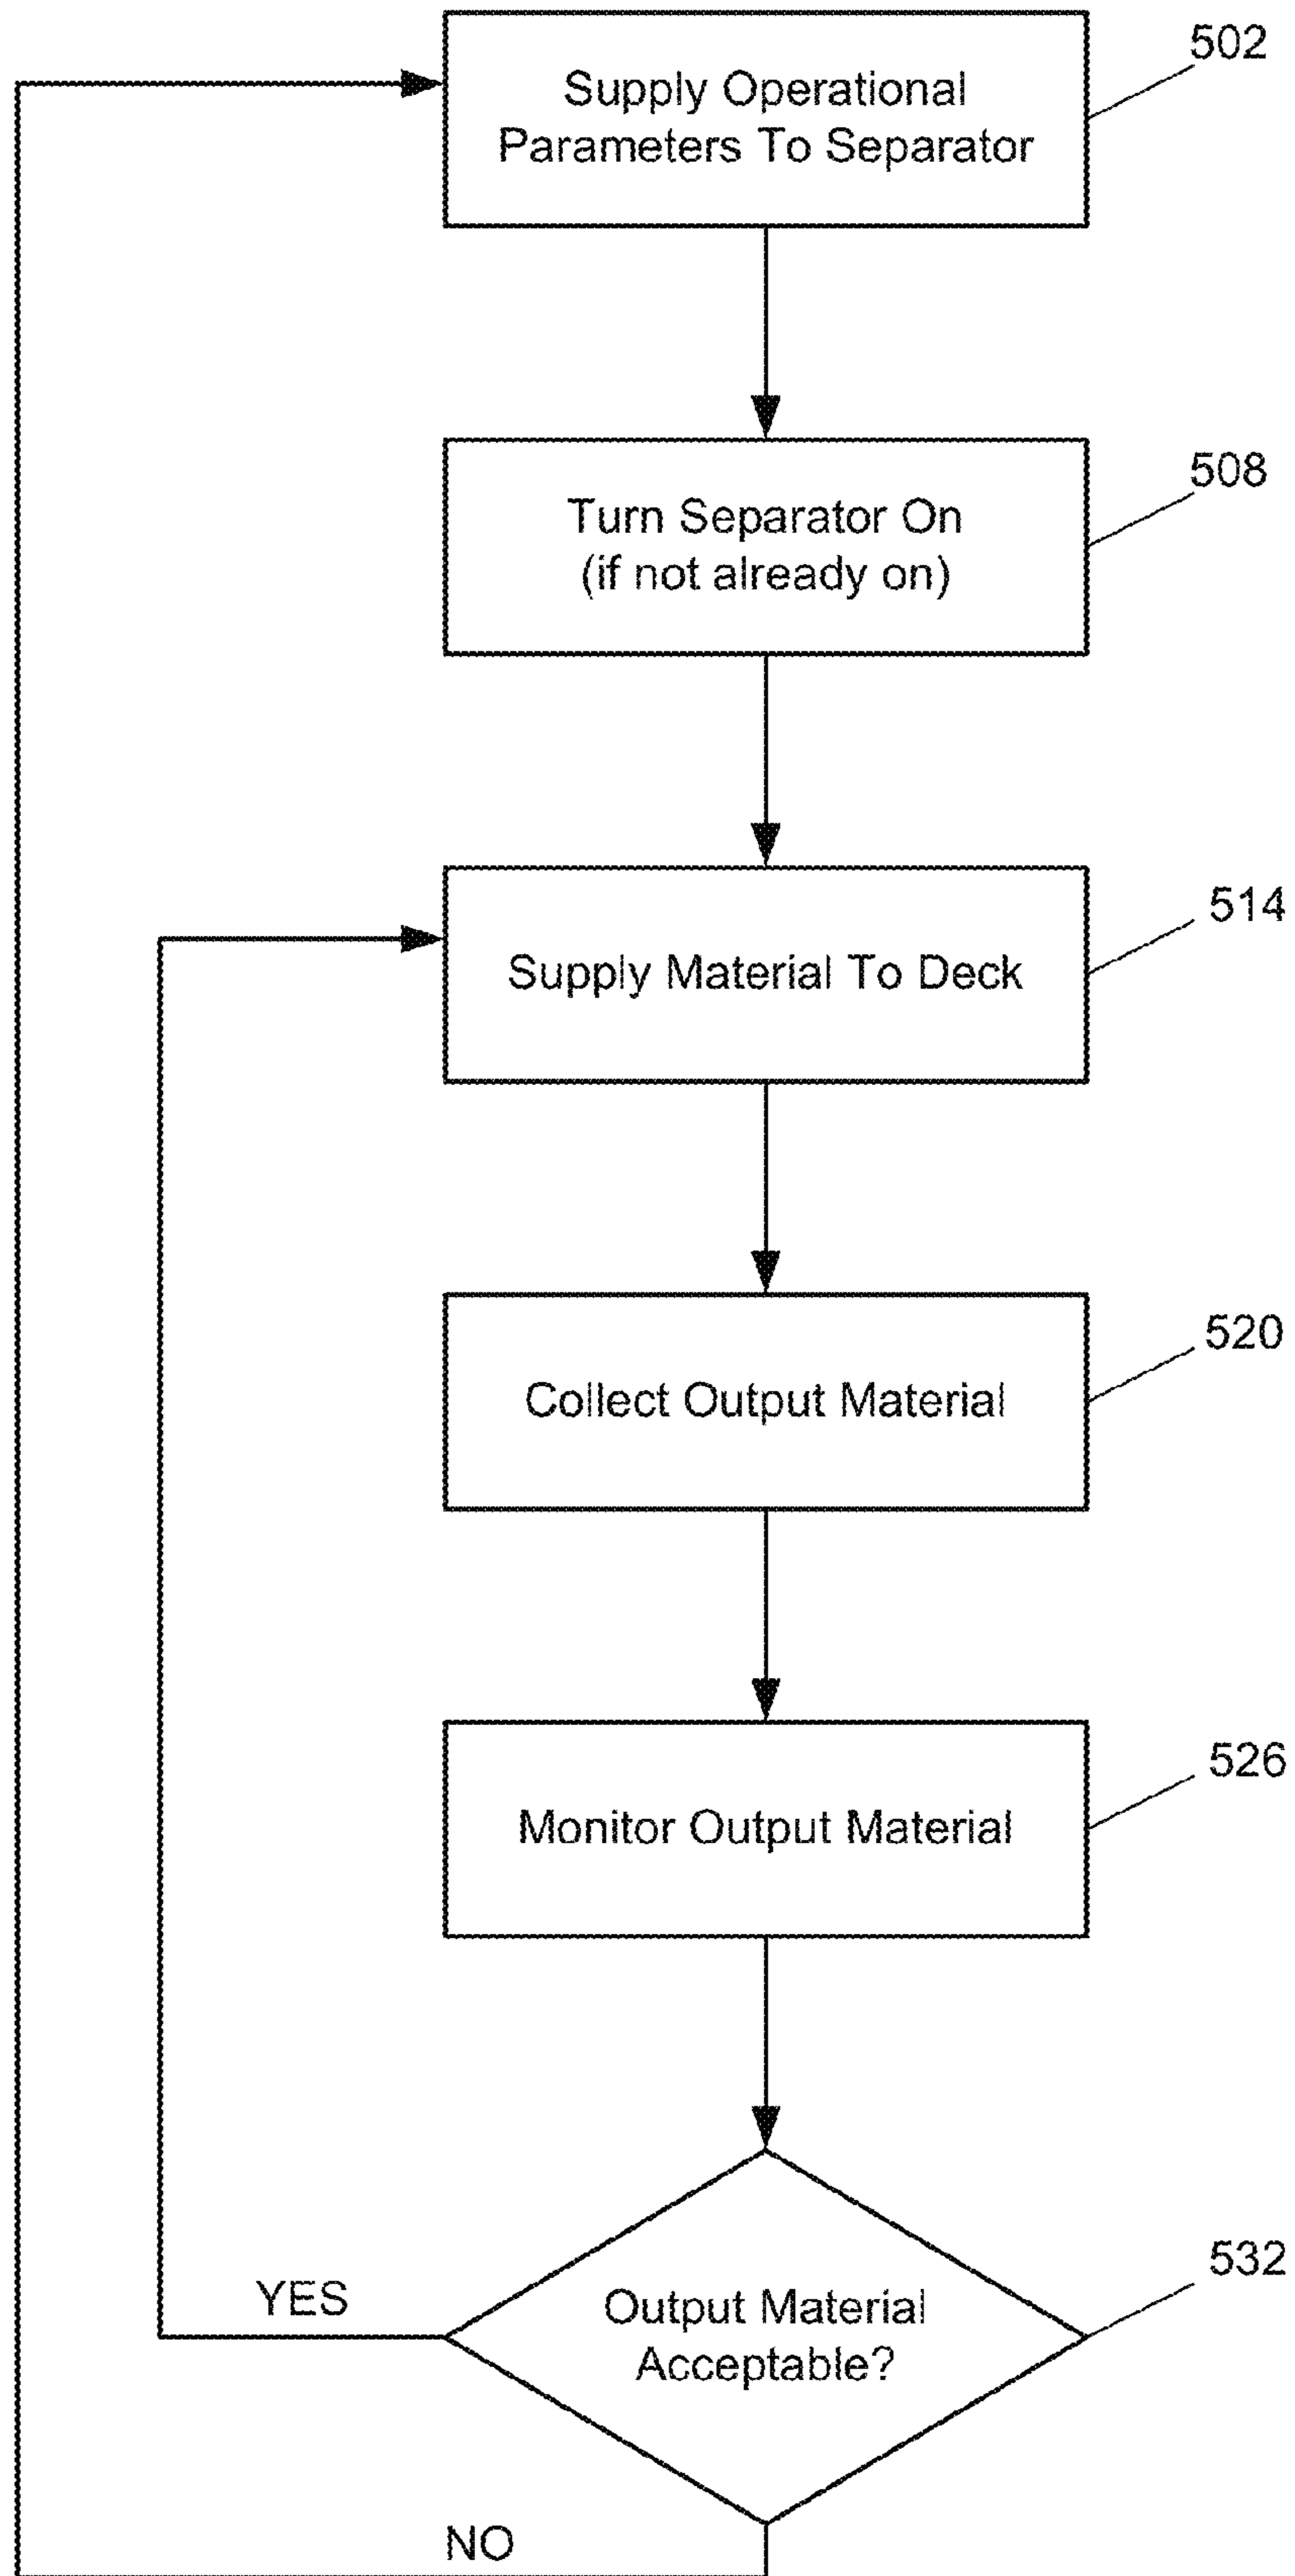 502
Supply Operational
Parameters To Separator
508
Turn Separator On
(if not already on)
514
Supply Material To Deck
520
Collect Output Material
526
Monitor Output Material
532
YES
Output Material
Acceptable?
NO